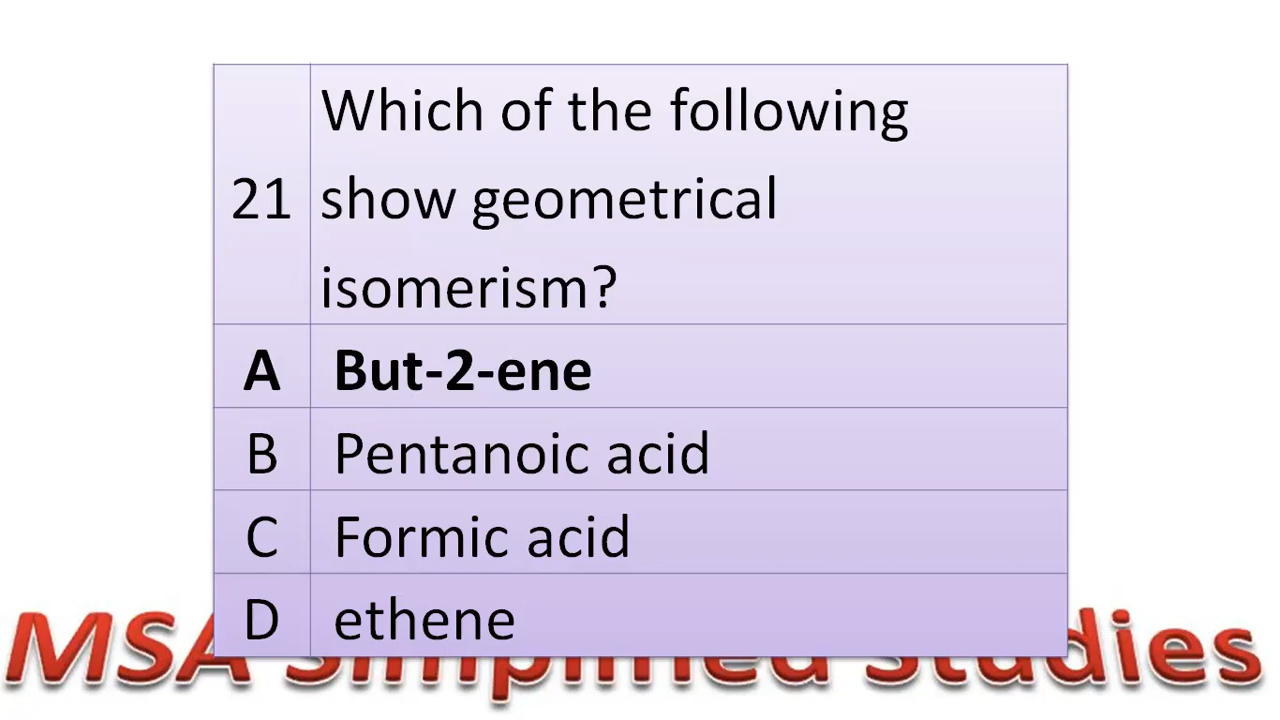 Which of the following
21 show geometrical
isomerism?
A But-2-ene
B Pentanoic acid
C Formic acid
D ethene
MSA Simplified Studies